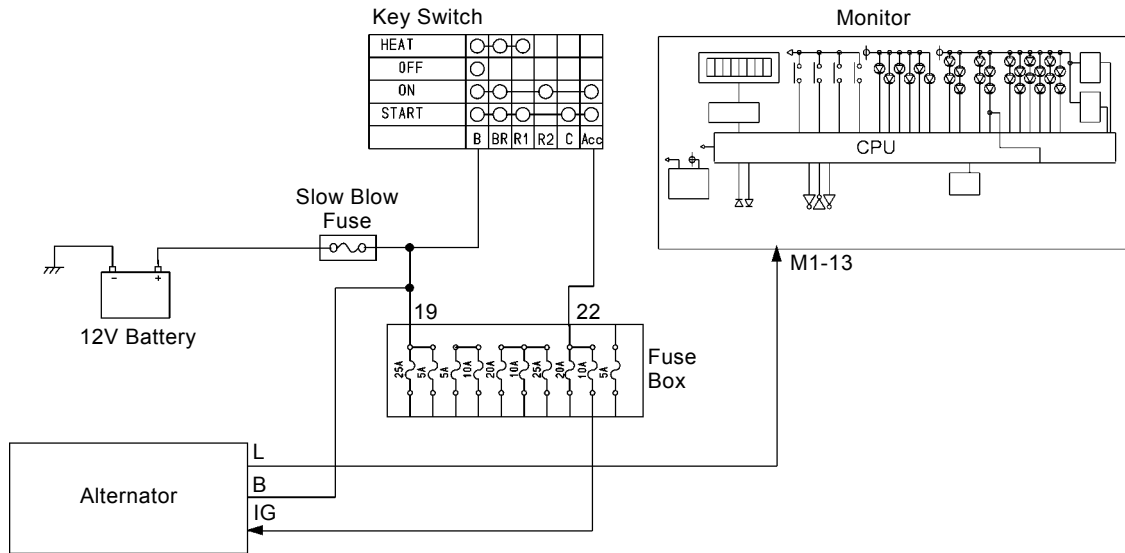 Key Switch
HEAT
OFF
ON
START
B BR R1 R2 C Acc
Monitor
CPU
M1-13
Slow Blow
Fuse
- +
12V Battery
19
22
25A 5A 5A 10A 20A 10A 25A 20A 10A 5A
Fuse
Box
Alternator
L
B
IG